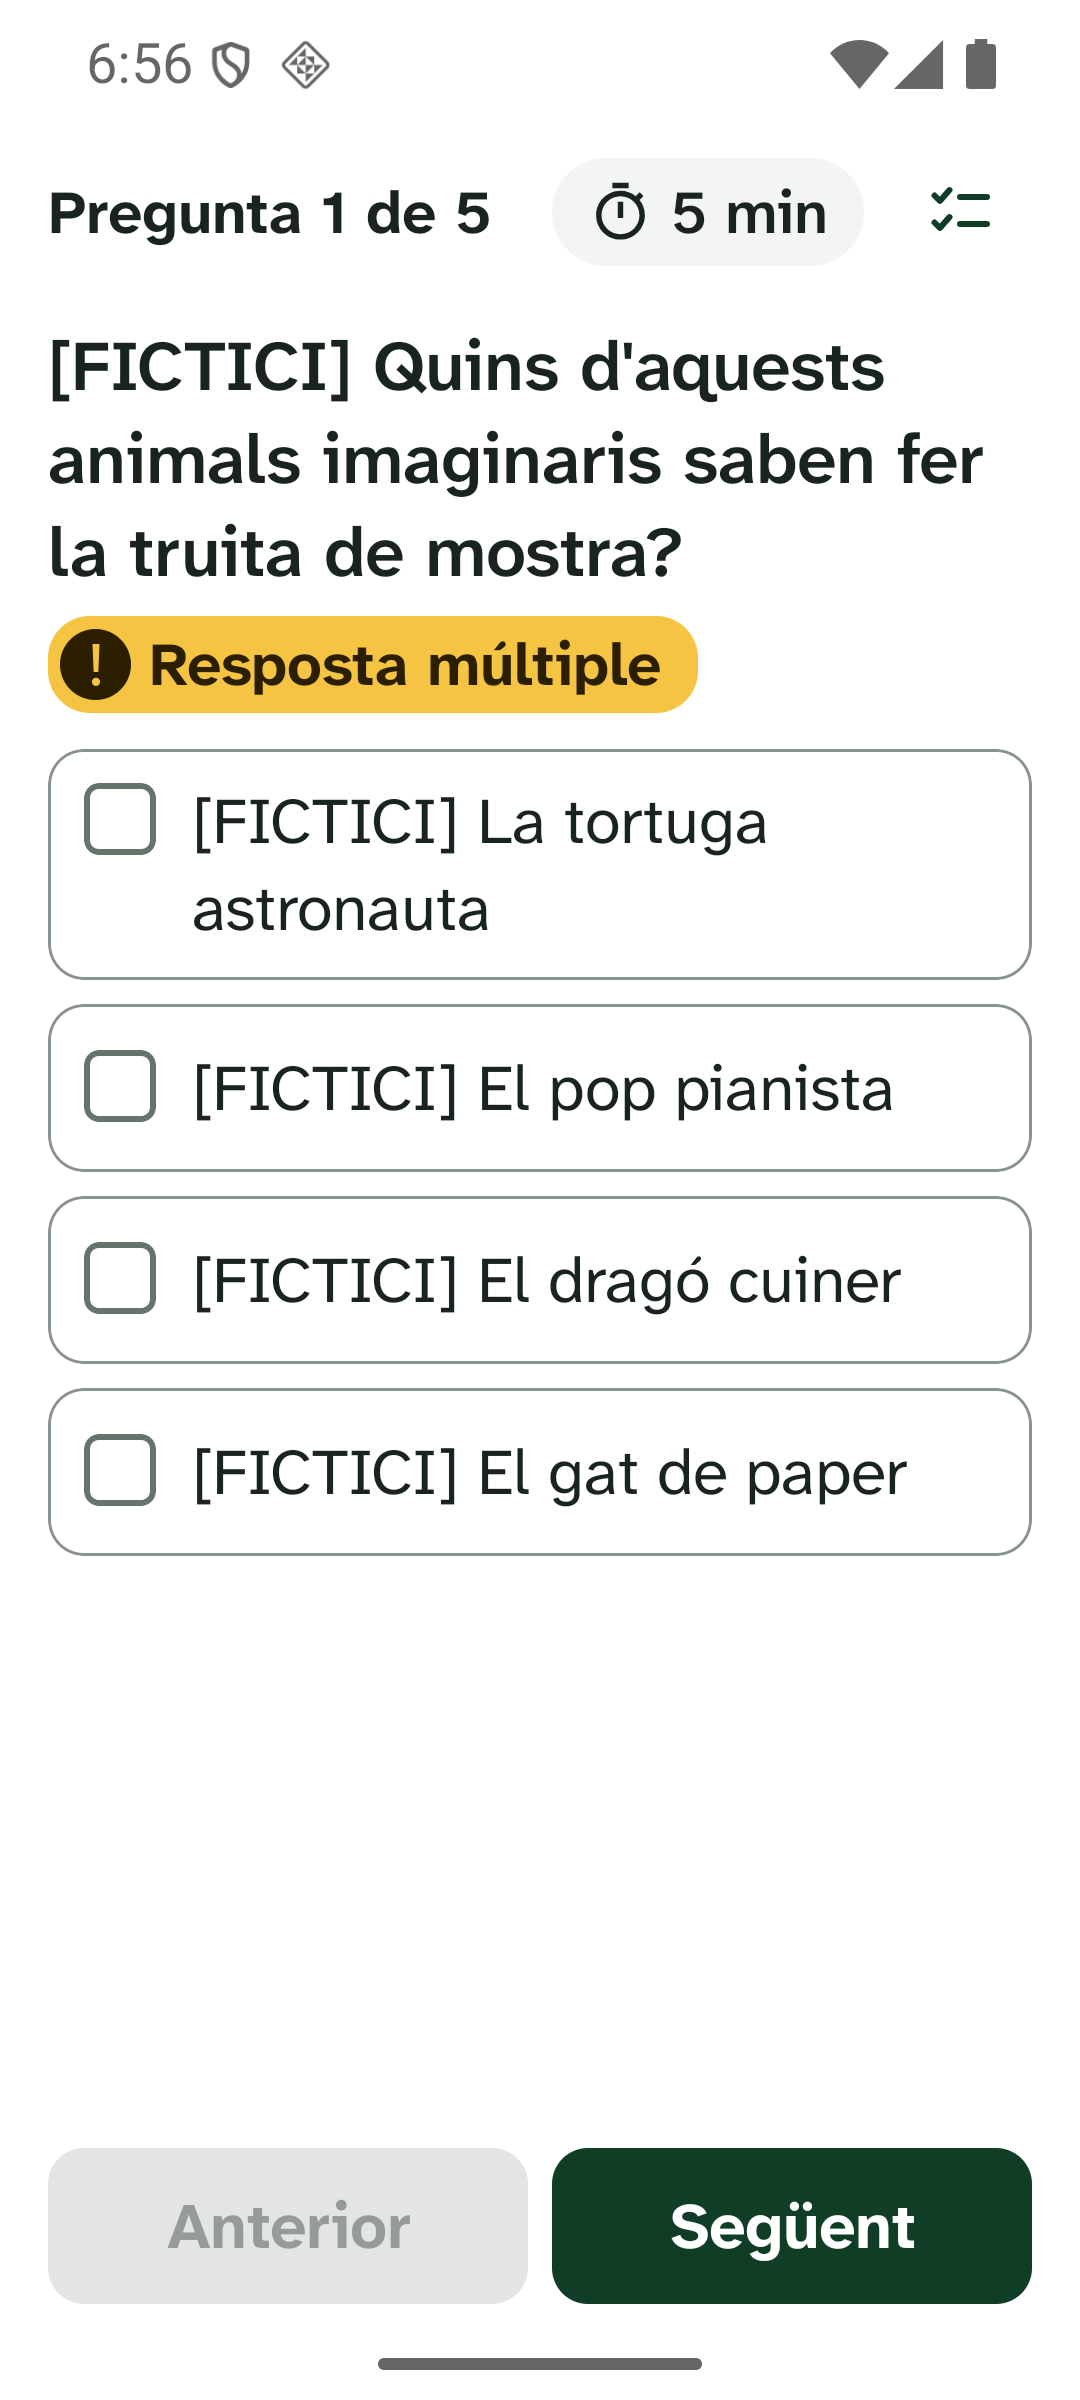 6:56
Pregunta 1 de 5
5 min
[FICTICI] Quins d'aquests
animals imaginaris saben fer
la truita de mostra?
! Resposta múltiple
[FICTICI] La tortuga
astronauta
[FICTICI] El pop pianista
[FICTICI] El dragó cuiner
[FICTICI] El gat de paper
Anterior
Següent